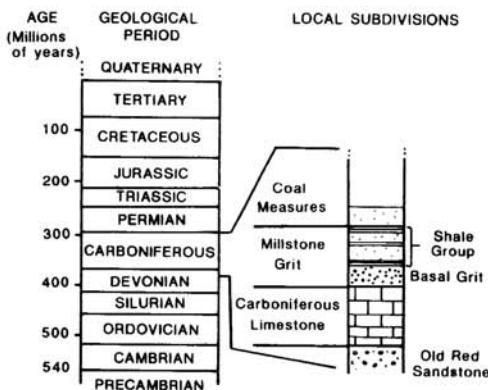 AGE
(Millions
of years)
GEOLOGICAL
PERIOD
LOCAL SUBDIVISIONS
QUATERNARY
TERTIARY
100
CRETACEOUS
JURASSIC
200
TRIASSIC
PERMIAN
300
CARBONIFEROUS
DEVONIAN
400
SILURIAN
ORDOVICIAN
500
CAMBRIAN
540
PRECAMBRIAN
Coal
Measures
Millstone
Grit
Carboniferous
Limestone
Shale
Group
Basal Grit
Old Red
Sandstone